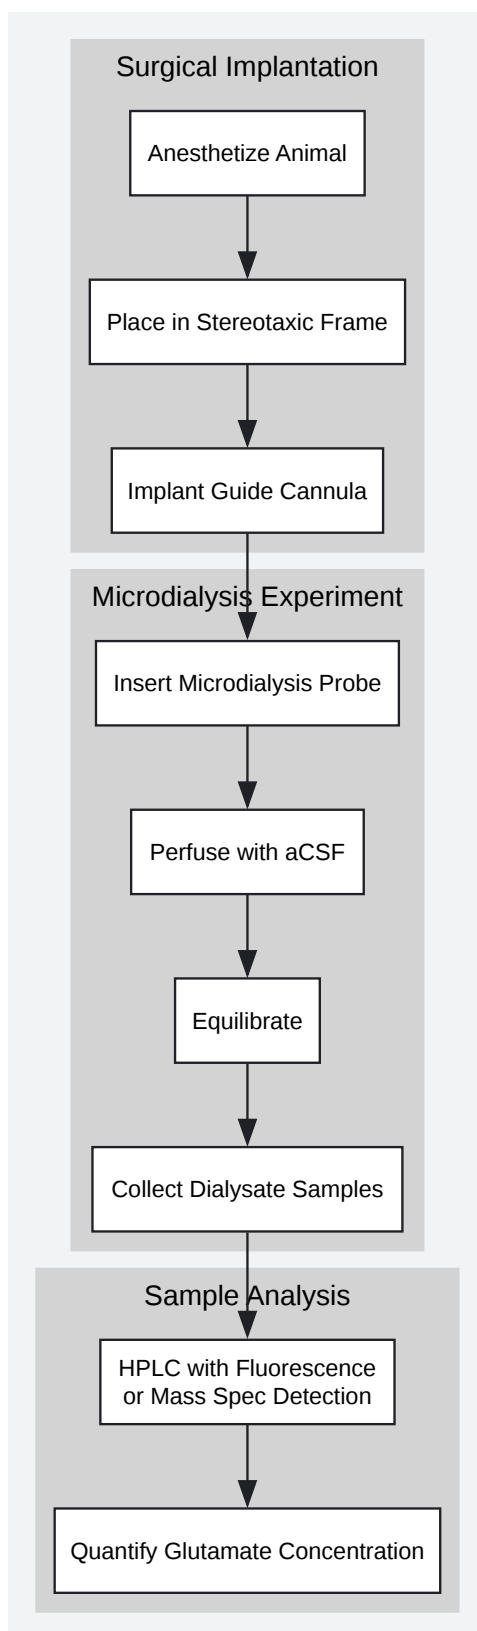 Surgical Implantation
Anesthetize Animal
Place in Stereotaxic Frame
Implant Guide Cannula
Microdialysis Experiment
Insert Microdialysis Probe
Perfuse with aCSF
Equilibrate
Collect Dialysate Samples
Sample Analysis
HPLC with Fluorescence
or Mass Spec Detection
Quantify Glutamate Concentration